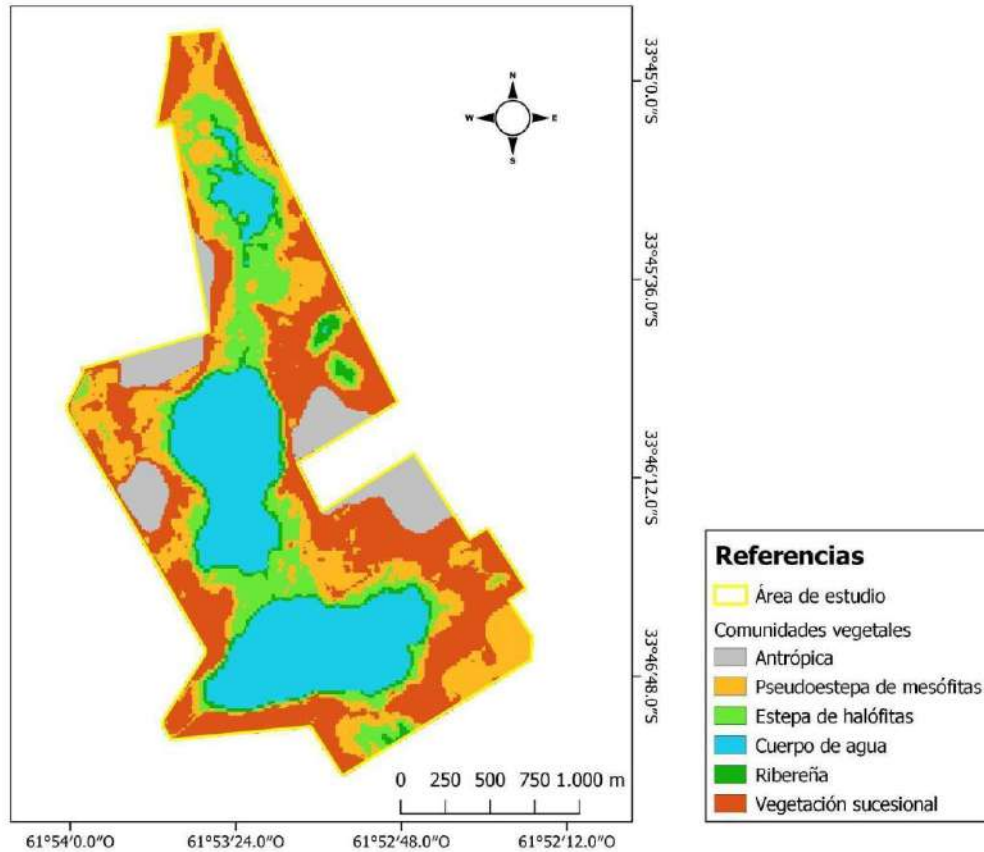 N
W
E
S
33°45'0.0"S
33°45'36.0"S
33°46'12.0"S
33°46'48.0"S
0 250 500 750 1.000 m
61°54'0.0"O 61°53'24.0"O 61°52'48.0"O 61°52'12.0"O
Referencias
Área de estudio
Comunidades vegetales
Antrópica
Pseudoestepa de mesófitas
Estepa de halófitas
Cuerpo de agua
Ribereña
Vegetación sucesional